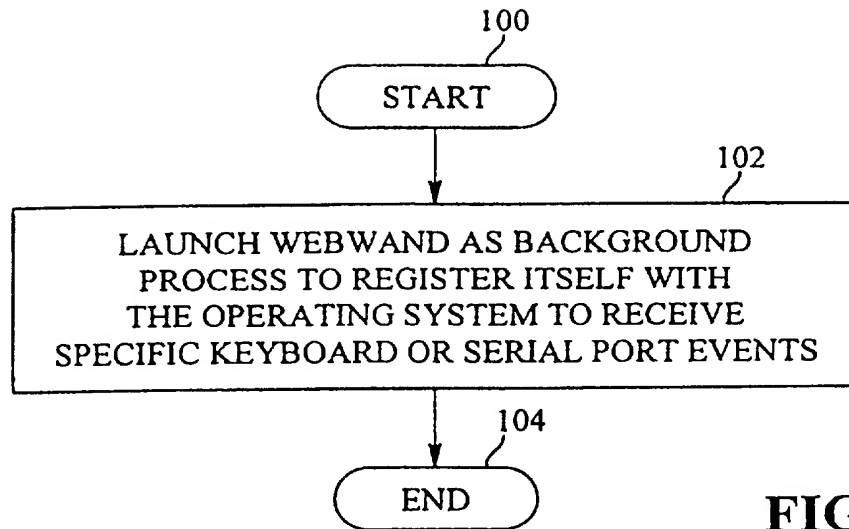 100
START
102
LAUNCH WEBWAND AS BACKGROUND
PROCESS TO REGISTER ITSELF WITH
THE OPERATING SYSTEM TO RECEIVE
SPECIFIC KEYBOARD OR SERIAL PORT EVENTS
104
END
FIG